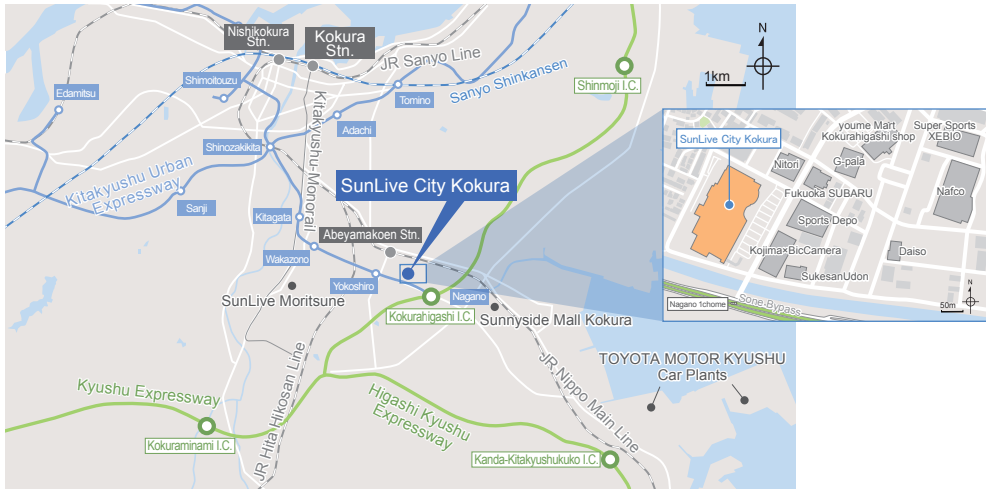 Nishikokura
Stn.
Kokura
Stn.
JR Sanyo Line
Sanyo Shinkansen
Shinmoji I.C.
1km
N
Edamitsu
Shimoitouzu
Tomino
Adachi
Shinozakikita
Kitakyushu-Monorail
Kitakyushu Urban
Expressway
Sanji
Kitagata
SunLive City Kokura
Abeyamakoen Stn.
Wakazono
Yokoshiro
Nagano
SunLive Moritsune
Kokurahigashi I.C.
Sunnyside Mall Kokura
TOYOTA MOTOR KYUSHU
Car Plants
JR Nippo Main Line
JR Hita Hikosan Line
Kyushu Expressway
Higashi Kyushu
Expressway
Kokuraminami I.C.
Kanda-Kitakyushukuko I.C.
SunLive City Kokura
youme Mart
Kokurahigashi shop
Super Sports
XEBIO
Nitori
G-pala
Nafco
Fukuoka SUBARU
Sports Depo
Kojima×BicCamera
Daiso
SukesanUdon
Nagano 1chome
Sone-Bypass
50m
N